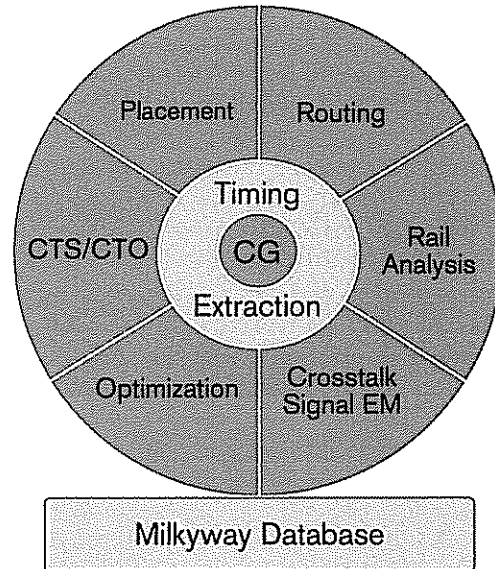 Placement
Routing
Timing
CTS/CTO
CG
Rail
Analysis
Extraction
Optimization
Crosstalk
Signal EM
Milkyway Database